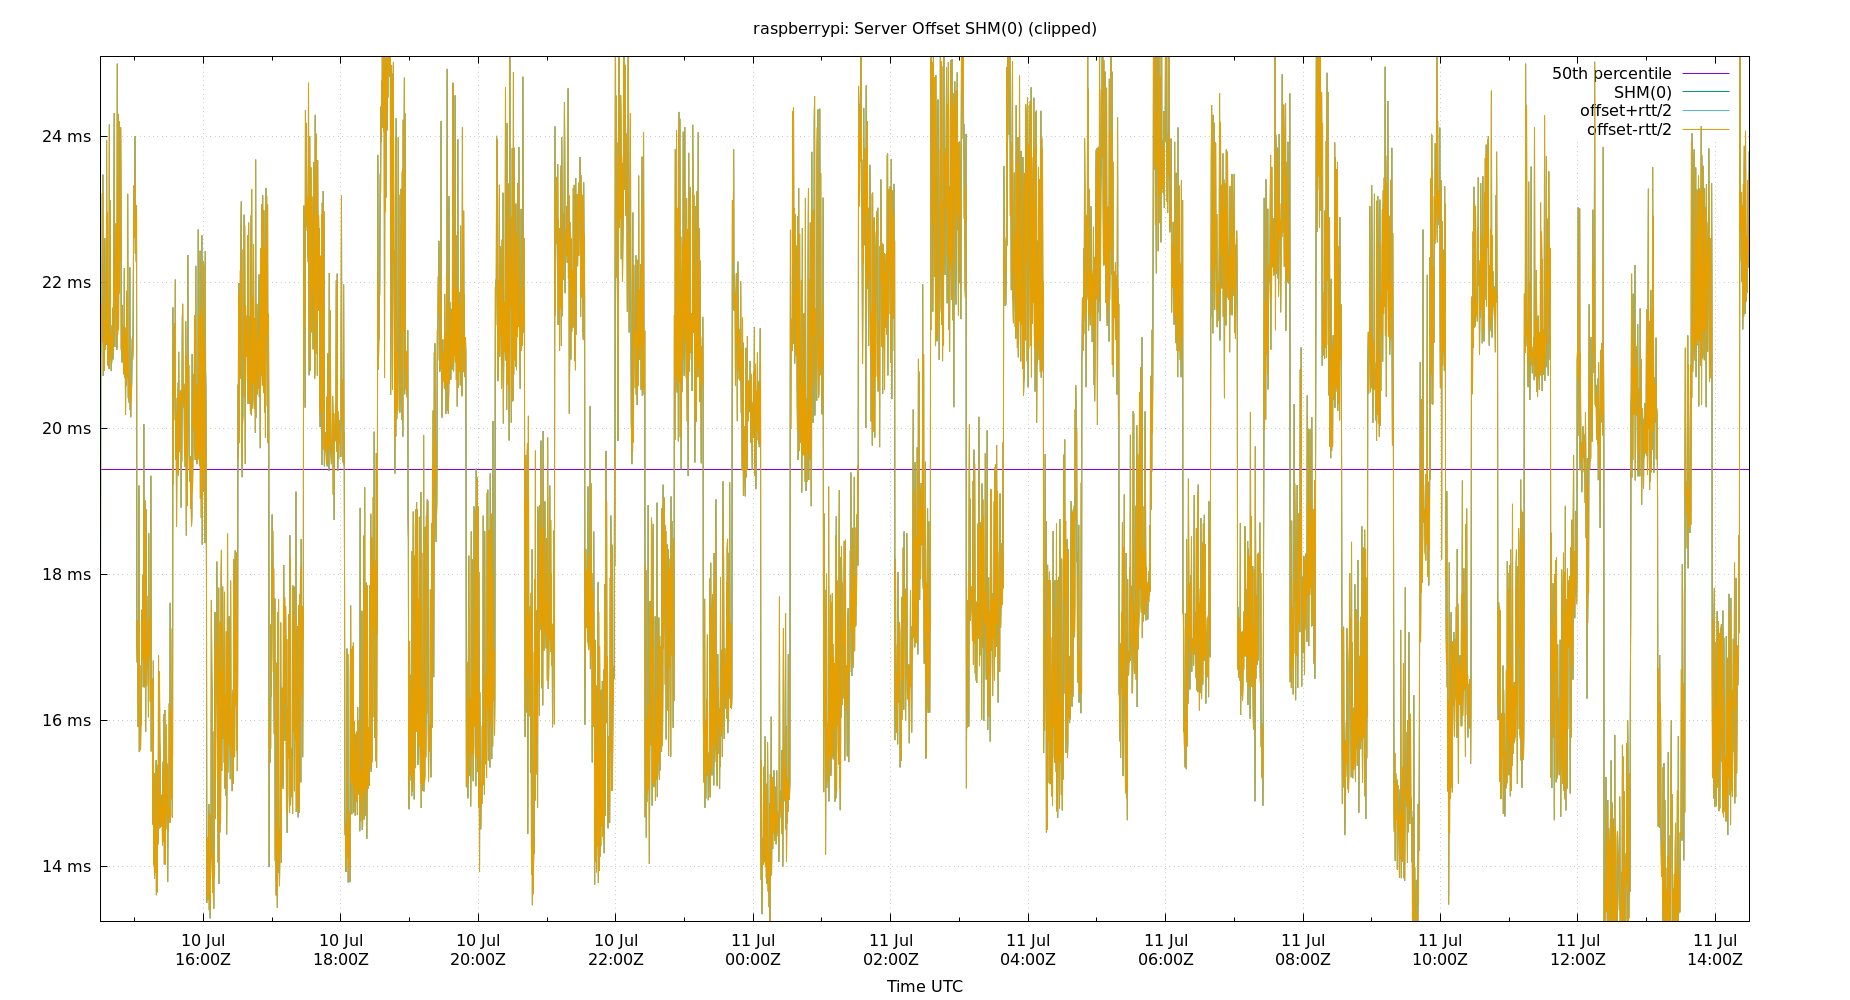 raspberrypi: Server Offset SHM(0) (clipped)
50th percentile
SHM(0)
offset+rtt/2
offset-rtt/2
24 ms
22 ms
20 ms
18 ms
16 ms
14 ms
10 Jul 10 Jul 10 Jul 10 Jul 11 Jul 11 Jul 11 Jul 11 Jul 11 Jul 11 Jul 11 Jul 11 Jul
16:00Z 18:00Z 20:00Z 22:00Z 00:00Z 02:00Z 04:00Z 06:00Z 08:00Z 10:00Z 12:00Z 14:00Z
Time UTC